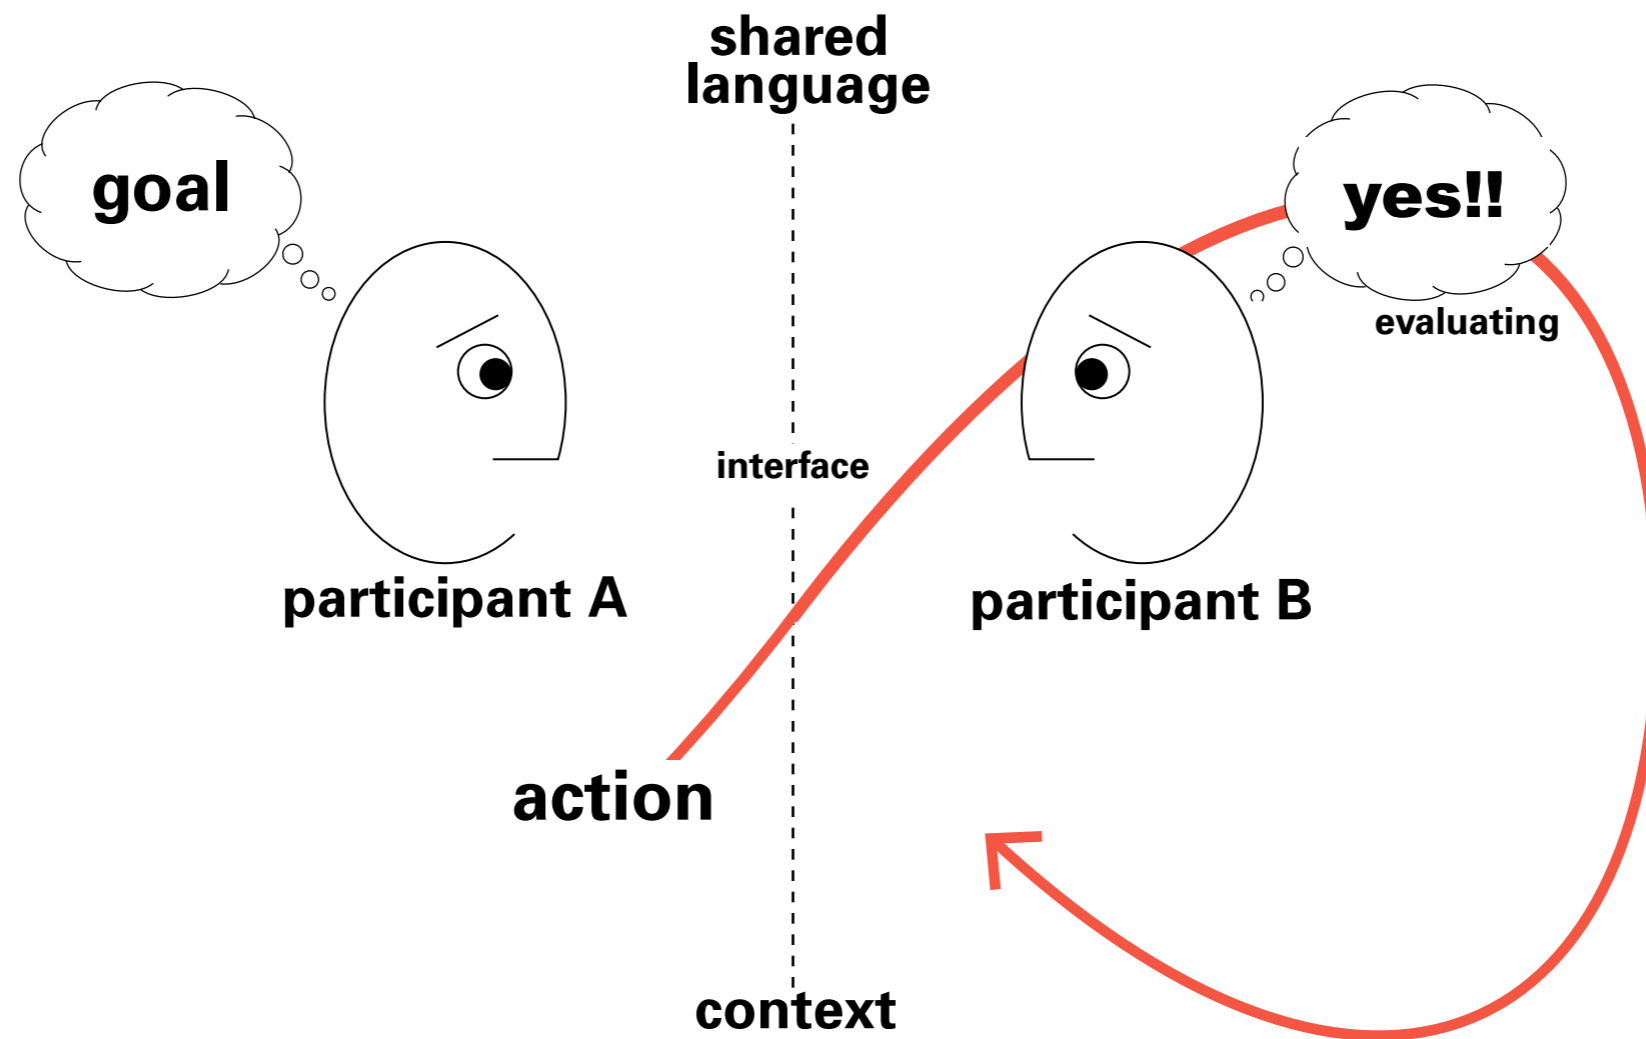 shared
language
goal
yes!!
evaluating
interface
participant A
participant B
action
context